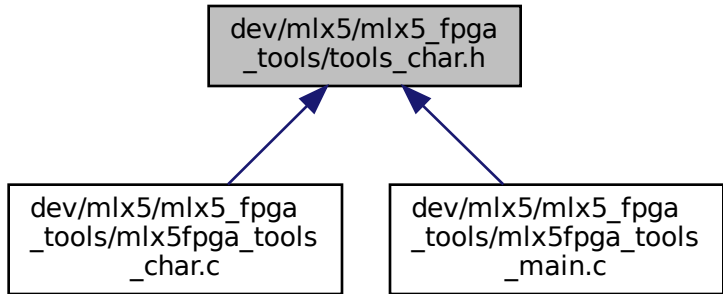 dev/mlx5/mlx5_fpga
_tools/tools_char.h
dev/mlx5/mlx5_fpga
_tools/mlx5fpga_tools
_char.c
dev/mlx5/mlx5_fpga
_tools/mlx5fpga_tools
_main.c